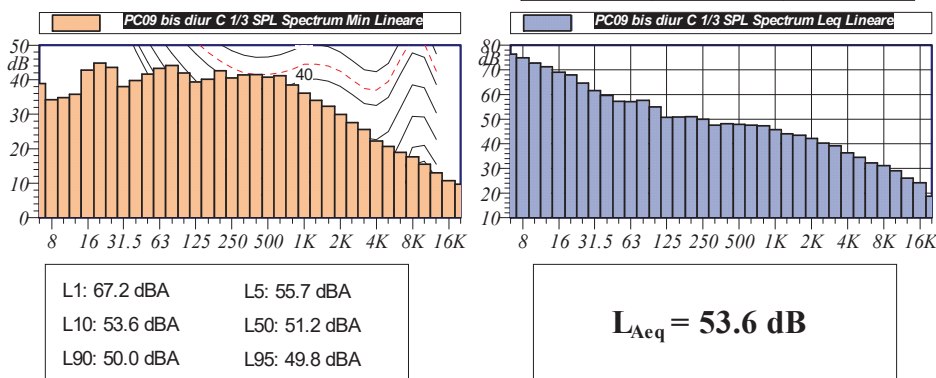 PC09 bis diur C 1/3 SPL Spectrum Min Lineare
50
dB
40
30
20
10
0
40
8 16 31.5 63 125 250 500 1K 2K 4K 8K 16K
PC09 bis diur C 1/3 SPL Spectrum Leq Lineare
80
dB
70
60
50
40
30
20
10
8 16 31.5 63 125 250 500 1K 2K 4K 8K 16K
L1: 67.2 dBA L5: 55.7 dBA
L10: 53.6 dBA L50: 51.2 dBA
L90: 50.0 dBA L95: 49.8 dBA
LAeq = 53.6 dB